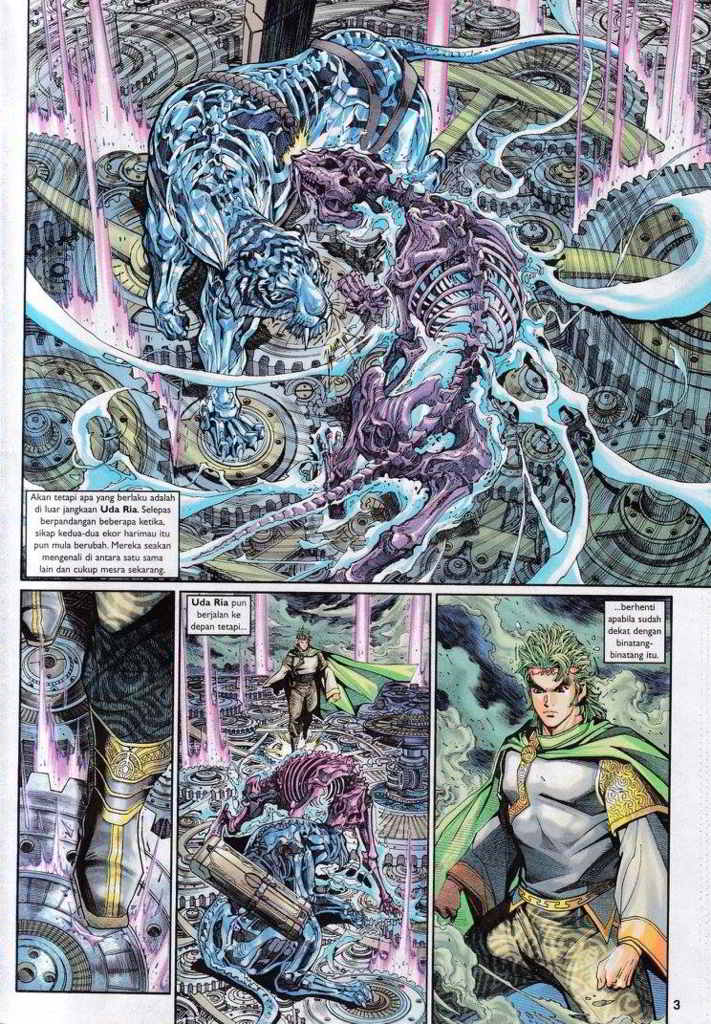 Akan tetapi apa yang berlaku adalah
di luar jangkaan Uda Ria. Selepas
berpandangan beberapa ketika,
sikap kedua-dua ekor harimau itu
pun mula berubah. Mereka seakan
mengenali di antara satu sama
lain dan cukup mesra sekarang.
Uda Ria pun
berjalan ke
depan tetapi...
...berhenti
apabila sudah
dekat dengan
binatang-
binatang itu.
3